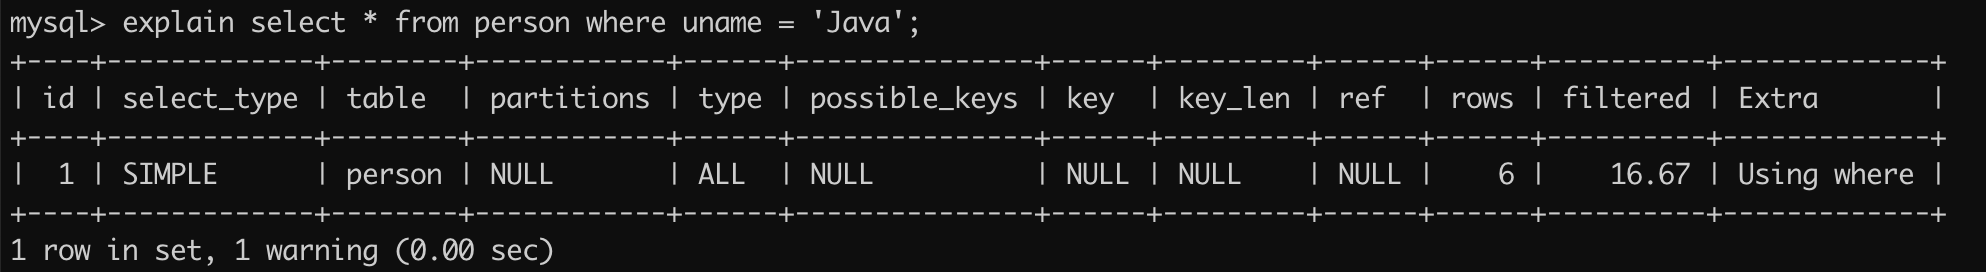 mysql> explain select * from person where uname = 'Java';
+----+-------------+--------+------------+------+---------------+------+---------+------+------+----------+-------------+
| id | select_type | table  | partitions | type | possible_keys | key  | key_len | ref  | rows | filtered | Extra       |
+----+-------------+--------+------------+------+---------------+------+---------+------+------+----------+-------------+
|  1 | SIMPLE      | person | NULL       | ALL  | NULL          | NULL | NULL    | NULL |    6 |    16.67 | Using where |
+----+-------------+--------+------------+------+---------------+------+---------+------+------+----------+-------------+
1 row in set, 1 warning (0.00 sec)